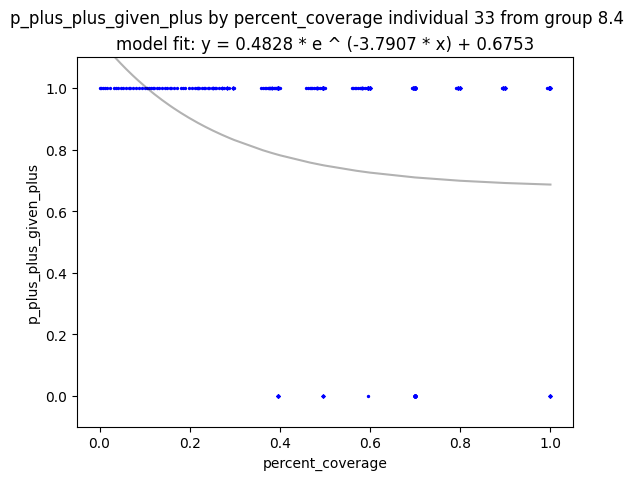 p_plus_plus_given_plus by percent_coverage individual 33 from group 8.4
model fit: y = 0.4828 * e ^ (-3.7907 * x) + 0.6753
p_plus_plus_given_plus
1.0
0.8
0.6
0.4
0.2
0.0
0.0 0.2 0.4 0.6 0.8 1.0
percent_coverage